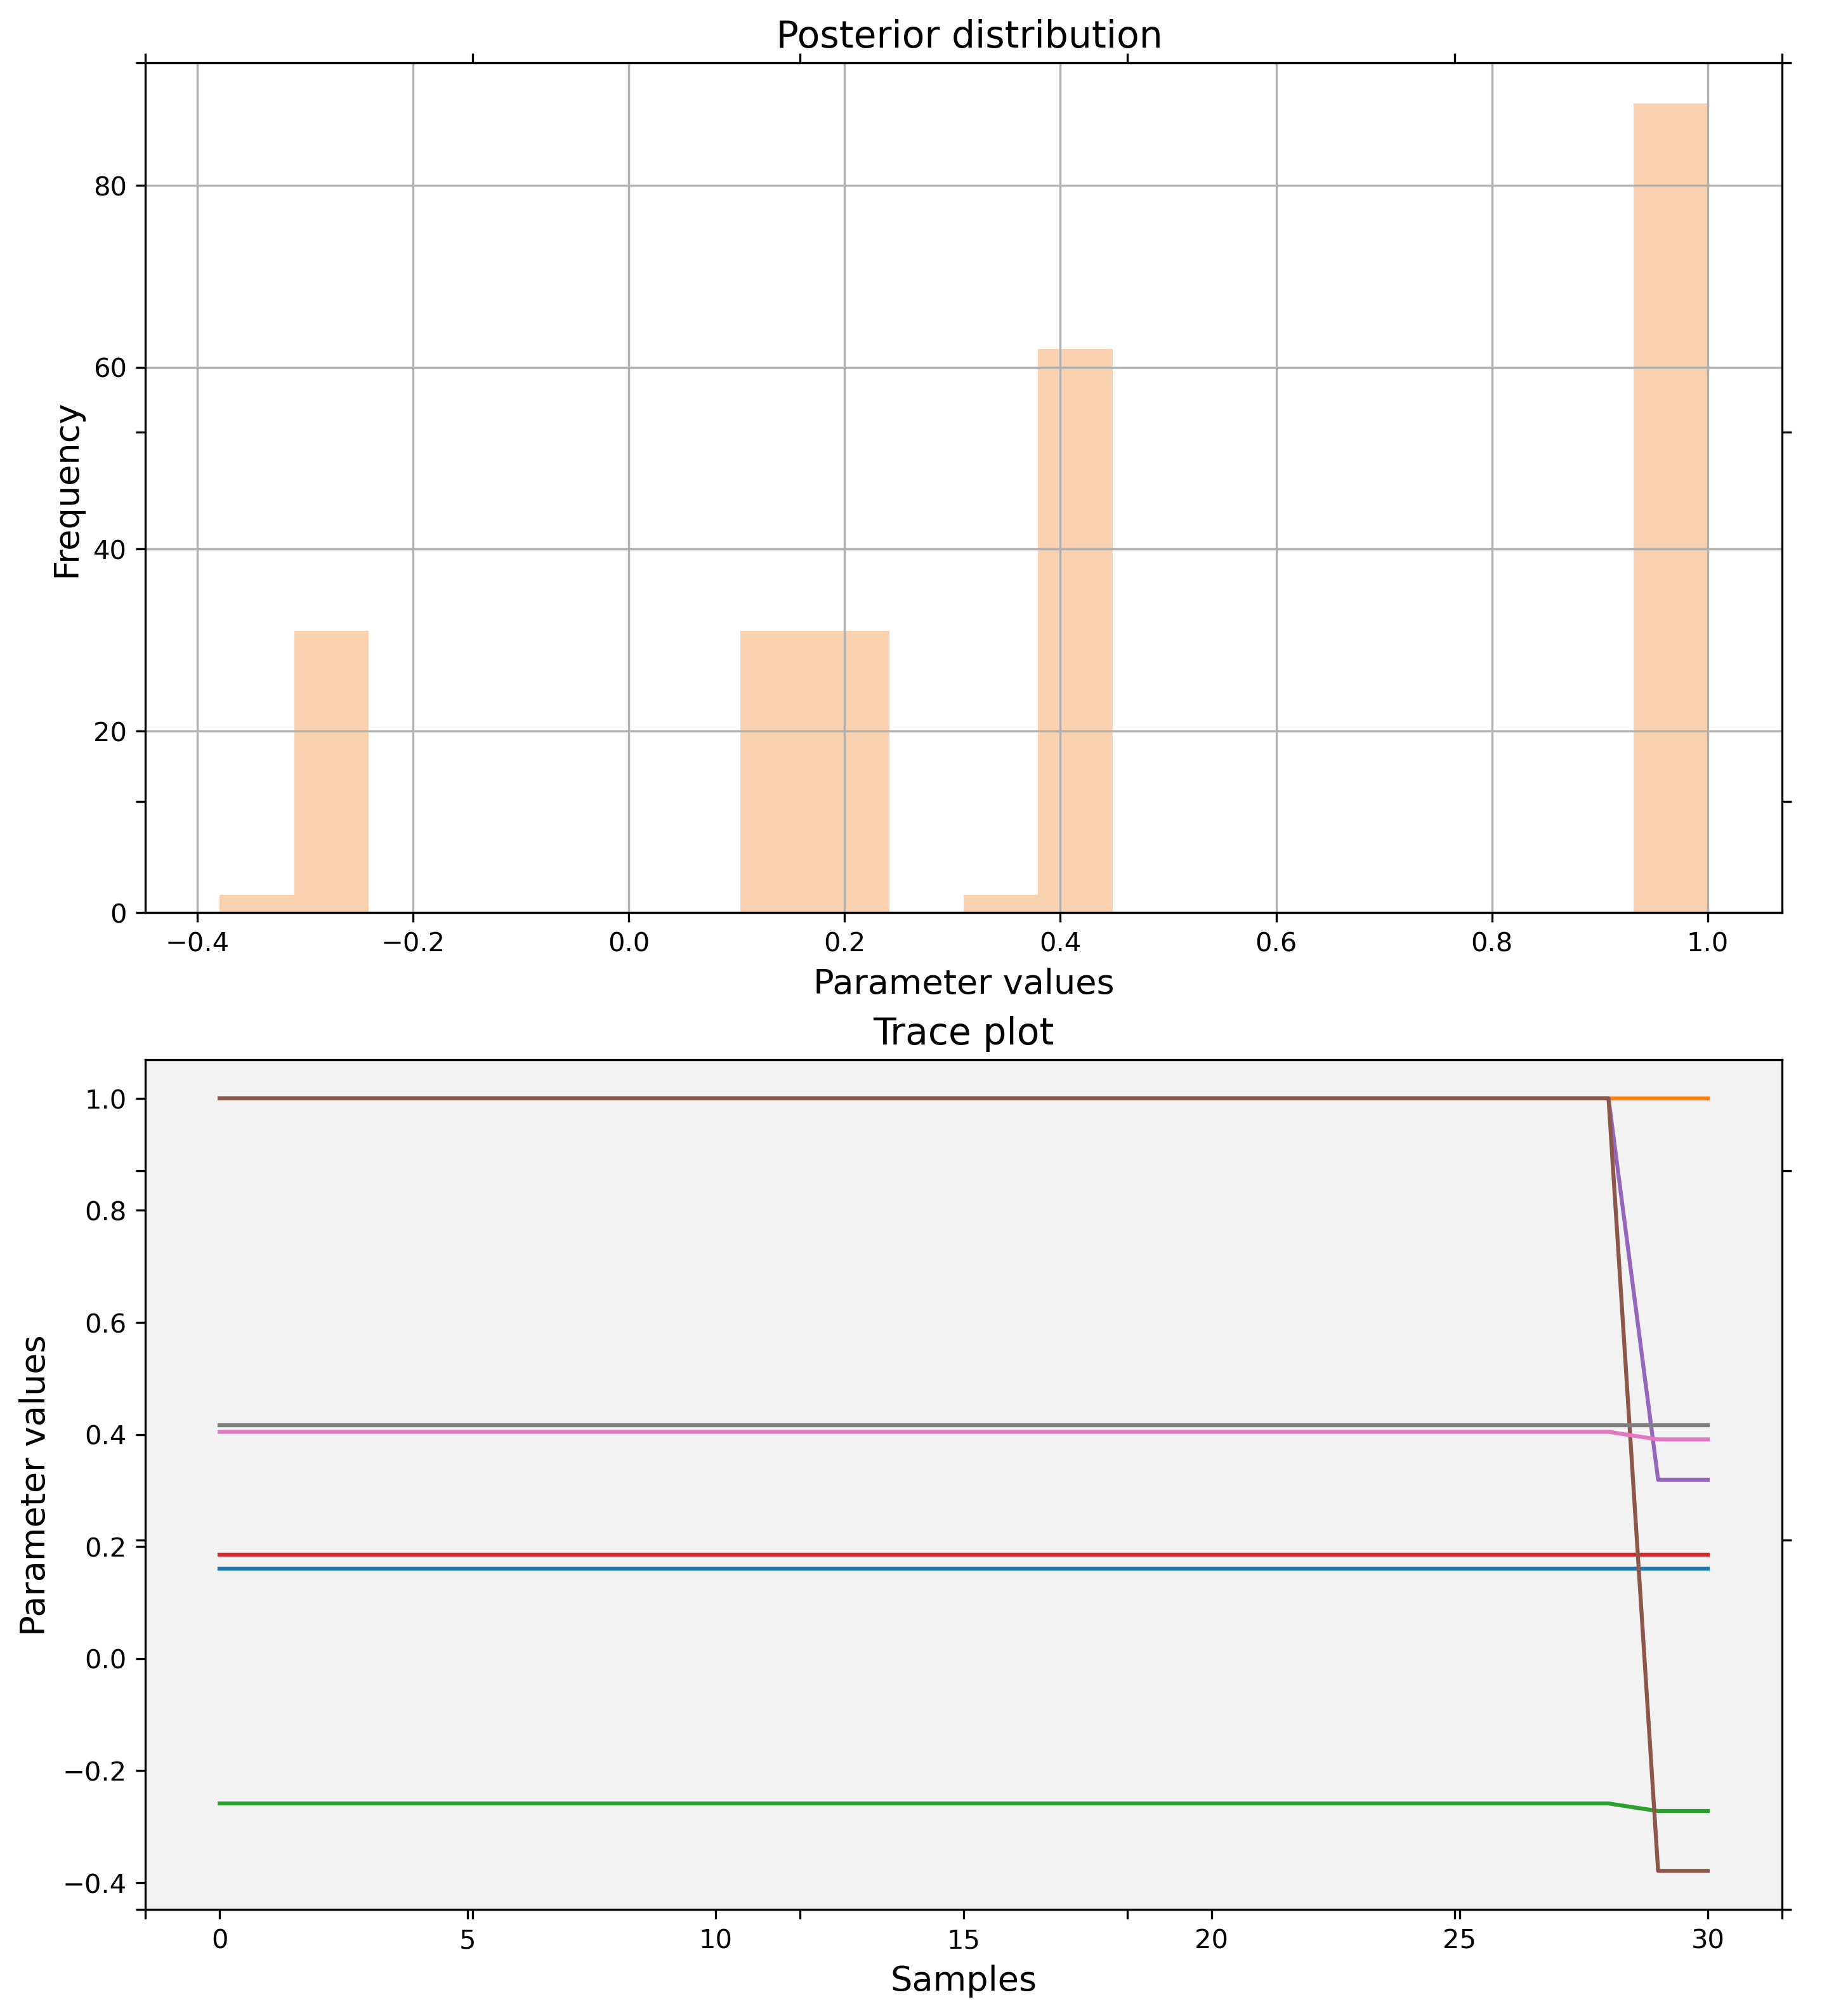 Posterior distribution
80
60
40
20
0
Frequency
−0.4 −0.2 0.0 0.2 0.4 0.6 0.8 1.0
Parameter values
Trace plot
1.0
0.8
0.6
0.4
0.2
0.0
−0.2
−0.4
Parameter values
0 5 10 15 20 25 30
Samples